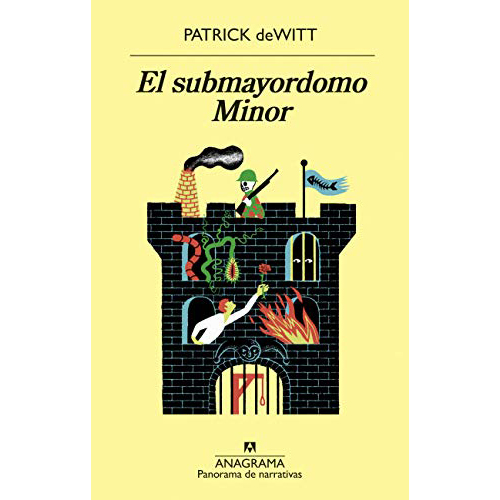 PATRICK deWITT
El submayordomo
Minor
ANAGRAMA
Panorama de narrativas